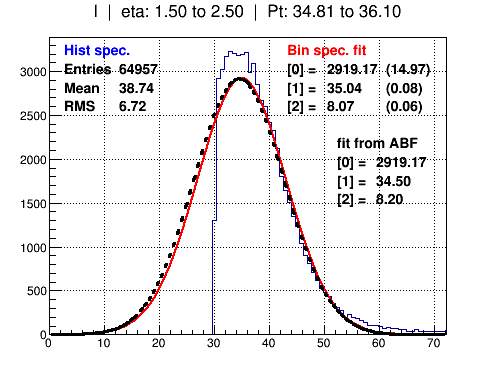 I | eta: 1.50 to 2.50 | Pt: 34.81 to 36.10
Hist spec.
Entries 64957
Mean 38.74
RMS 6.72
Bin spec. fit
[0] = 2919.17 (14.97)
[1] = 35.04 (0.08)
[2] = 8.07 (0.06)
fit from ABF
[0] = 2919.17
[1] = 34.50
[2] = 8.20
3000
2500
2000
1500
1000
500
0
0 10 20 30 40 50 60 70